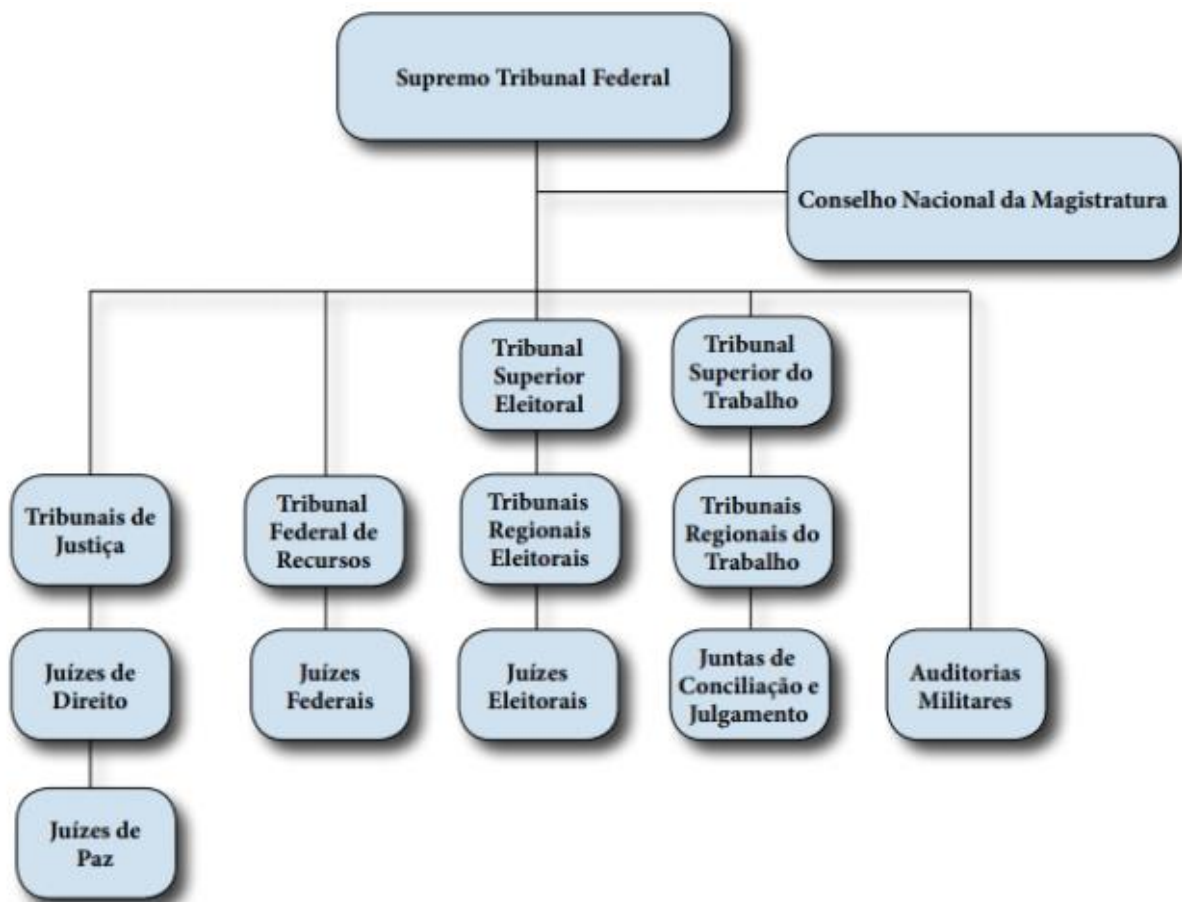 Supremo Tribunal Federal
Conselho Nacional da Magistratura
Tribunal
Superior
Eleitoral
Tribunal
Superior do
Trabalho
Tribunais de
Justiça
Tribunal
Federal de
Recursos
Tribunais
Regionais
Eleitorais
Tribunais
Regionais do
Trabalho
Juízes de
Direito
Juízes
Federais
Juízes
Eleitorais
Juntas de
Conciliação e
Julgamento
Auditorias
Militares
Juízes de
Paz